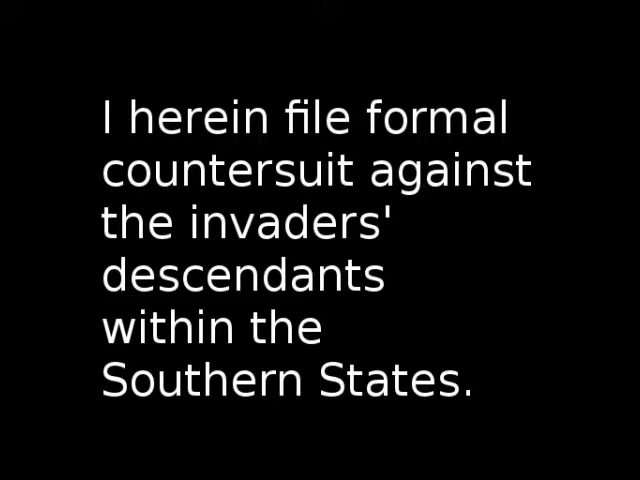 I herein file formal
countersuit against
the invaders'
descendants
within the
Southern States.